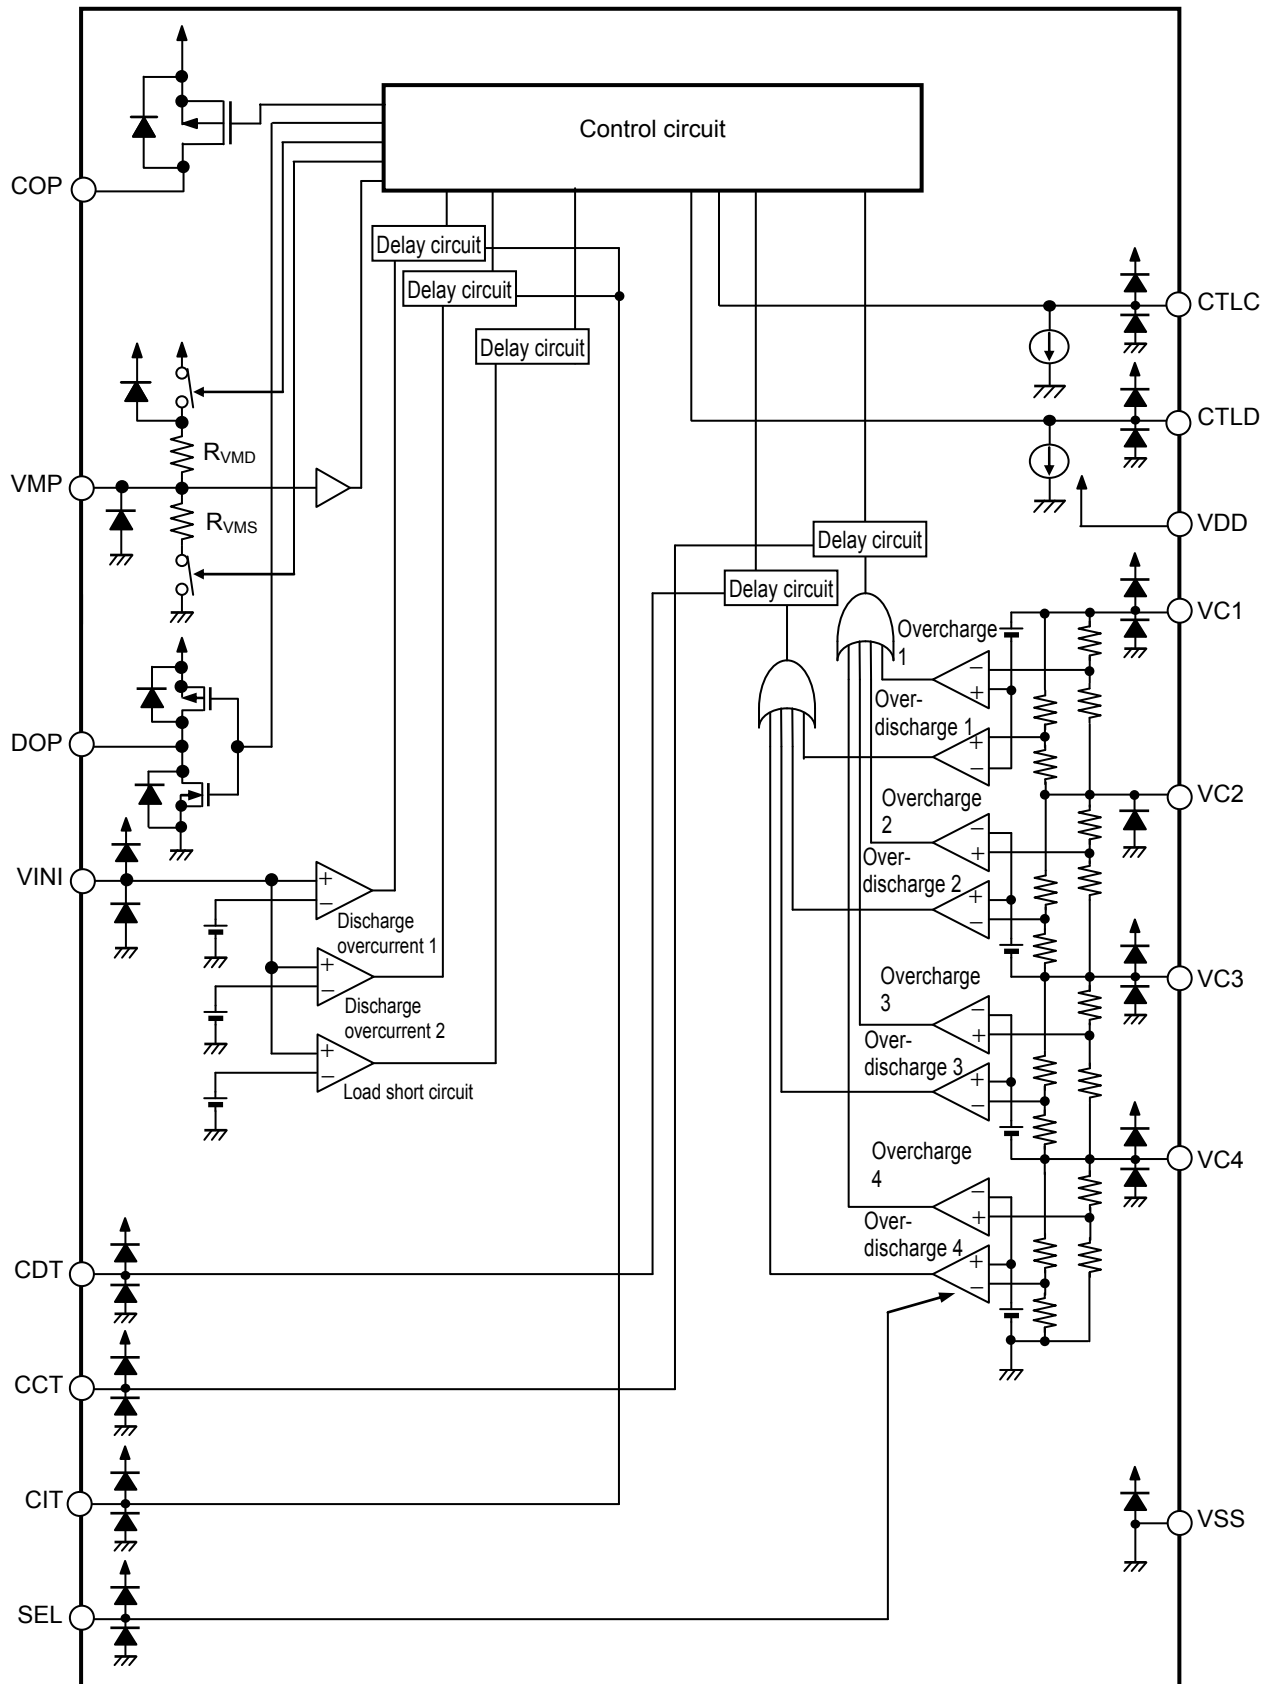 Control circuit
COP
Delay circuit
Delay circuit
CTLC
Delay circuit
CTLD
RVMD
VMP
RVMS
VDD
Delay circuit
Delay circuit
VC1
Overcharge
1
Over-
discharge 1
+
−
+
−
DOP
VC2
Overcharge
2
−
+
Over-
discharge 2
+
−
VINI
+
−
Discharge
overcurrent 1
+
−
Discharge
overcurrent 2
VC3
Overcharge
3
−
+
Over-
discharge 3
+
−
+
−
Load short circuit
VC4
Overcharge
4
−
+
Over-
discharge 4
+
−
CDT
CCT
CIT
VSS
SEL